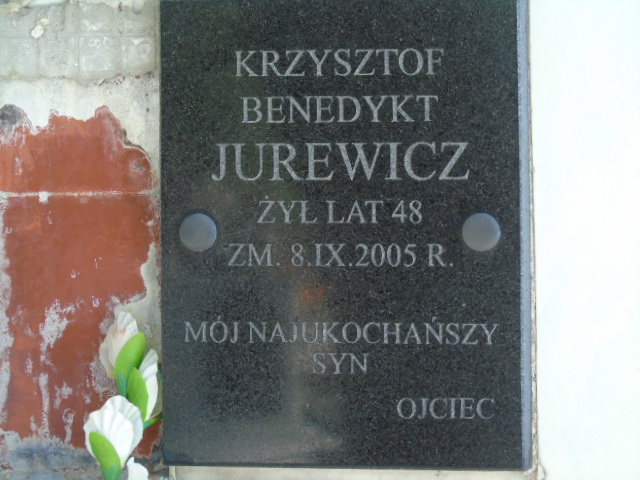 KRZYSZTOF
BENEDYKT
JUREWICZ
ŻYŁ LAT 48
ZM. 8.IX.2005 R.
MÓJ NAJUKOCHAŃSZY
SYN
OJCIEC